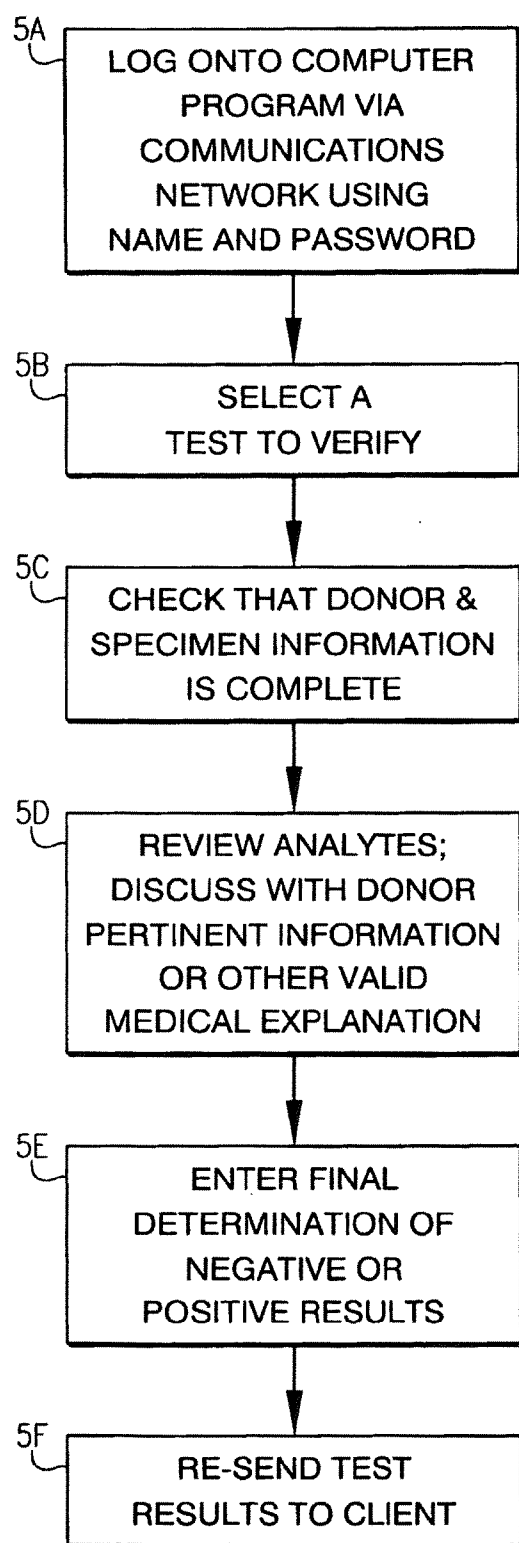 5A
LOG ONTO COMPUTER
PROGRAM VIA
COMMUNICATIONS
NETWORK USING
NAME AND PASSWORD
5B
SELECT A
TEST TO VERIFY
5C
CHECK THAT DONOR &
SPECIMEN INFORMATION
IS COMPLETE
5D
REVIEW ANALYTES;
DISCUSS WITH DONOR
PERTINENT INFORMATION
OR OTHER VALID
MEDICAL EXPLANATION
5E
ENTER FINAL
DETERMINATION OF
NEGATIVE OR
POSITIVE RESULTS
5F
RE-SEND TEST
RESULTS TO CLIENT